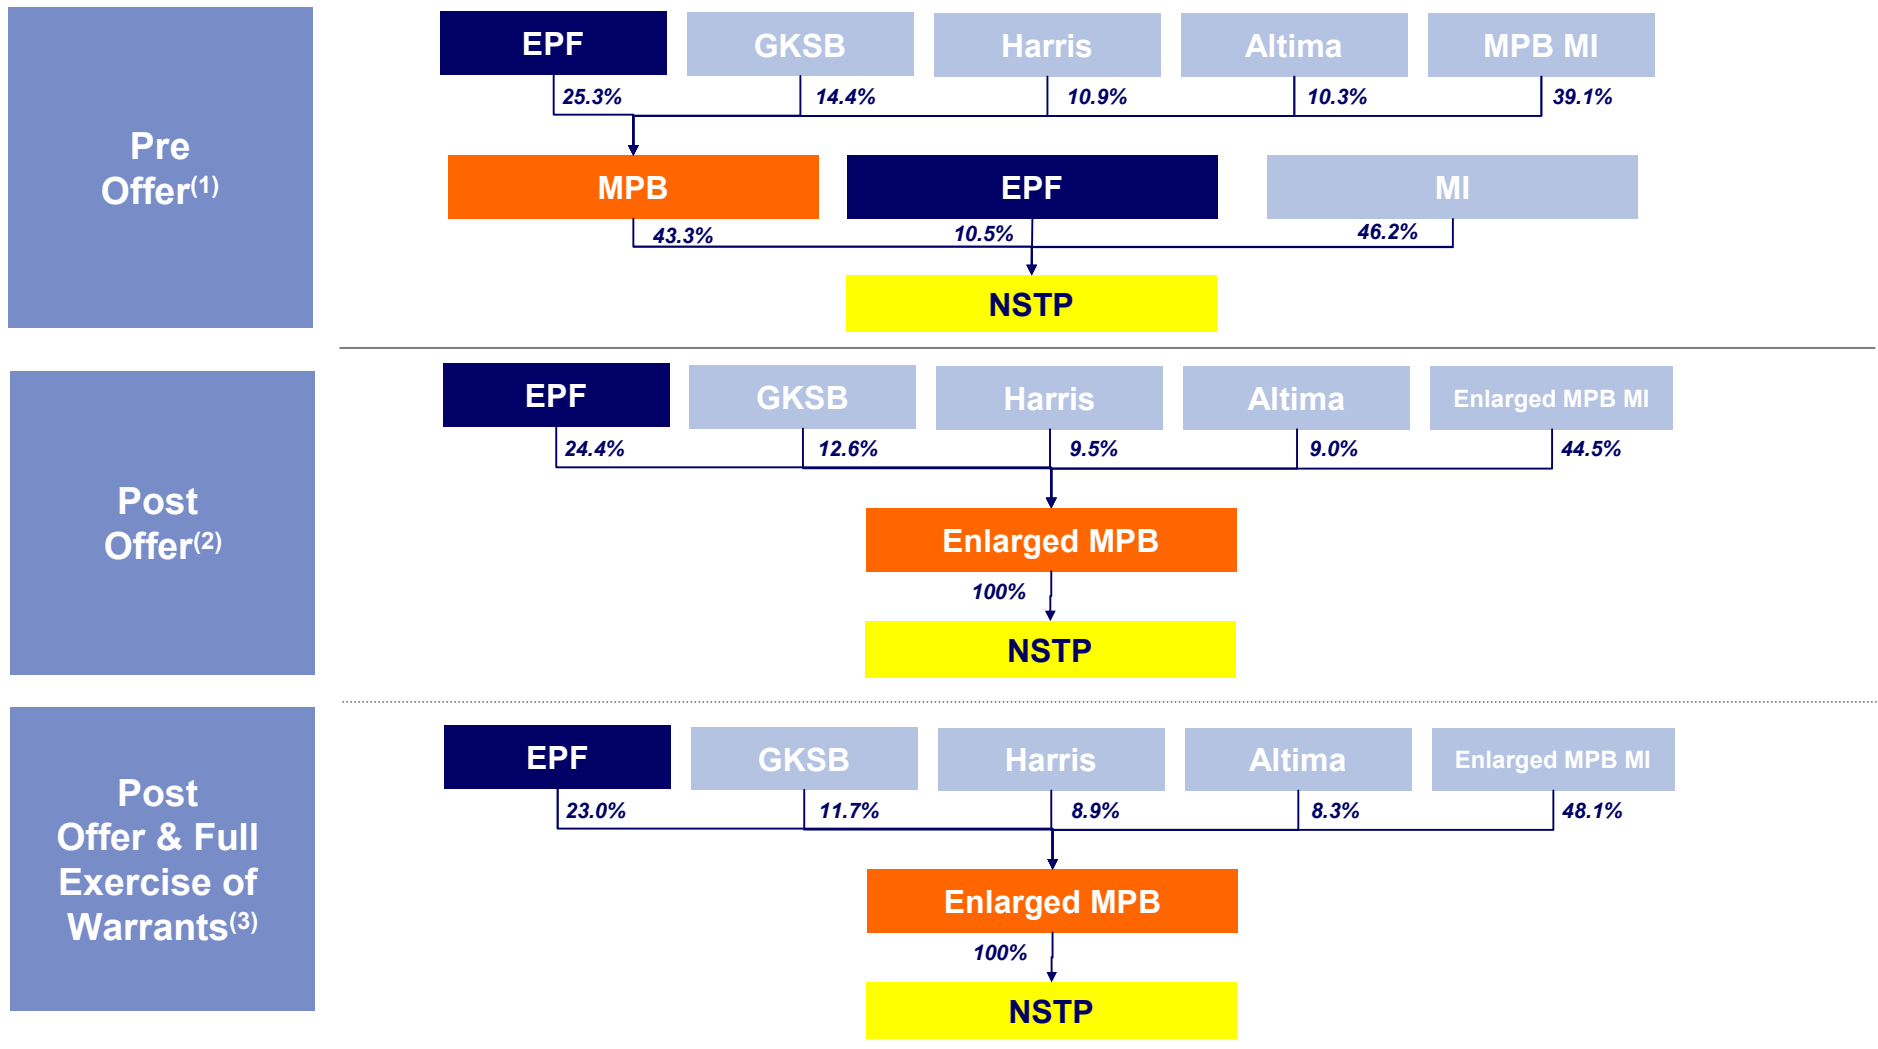 Pre
Offer(1)
EPF
GKSB
Harris
Altima
MPB MI
25.3%
14.4%
10.9%
10.3%
39.1%
MPB
EPF
MI
43.3%
10.5%
46.2%
NSTP
Post
Offer(2)
EPF
GKSB
Harris
Altima
Enlarged MPB MI
24.4%
12.6%
9.5%
9.0%
44.5%
Enlarged MPB
100%
NSTP
Post
Offer & Full
Exercise of
Warrants(3)
EPF
GKSB
Harris
Altima
Enlarged MPB MI
23.0%
11.7%
8.9%
8.3%
48.1%
Enlarged MPB
100%
NSTP